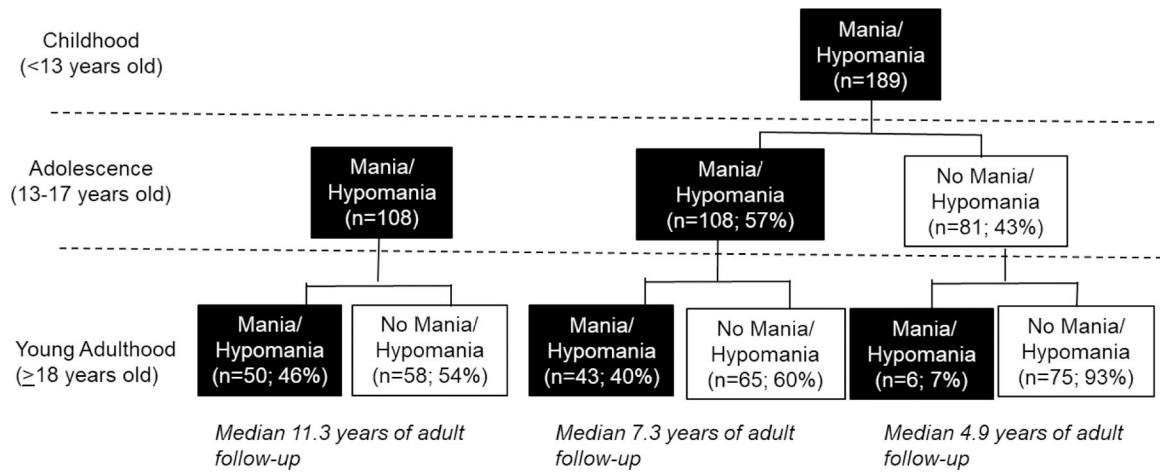 Childhood
(<13 years old)
Mania/
Hypomania
(n=189)
Adolescence
(13-17 years old)
Mania/
Hypomania
(n=108)
Mania/
Hypomania
(n=108; 57%)
No Mania/
Hypomania
(n=81; 43%)
Young Adulthood
(≥18 years old)
Mania/
Hypomania
(n=50; 46%)
No Mania/
Hypomania
(n=58; 54%)
Mania/
Hypomania
(n=43; 40%)
No Mania/
Hypomania
(n=65; 60%)
Mania/
Hypomania
(n=6; 7%)
No Mania/
Hypomania
(n=75; 93%)
Median 11.3 years of adult
follow-up
Median 7.3 years of adult
follow-up
Median 4.9 years of adult
follow-up